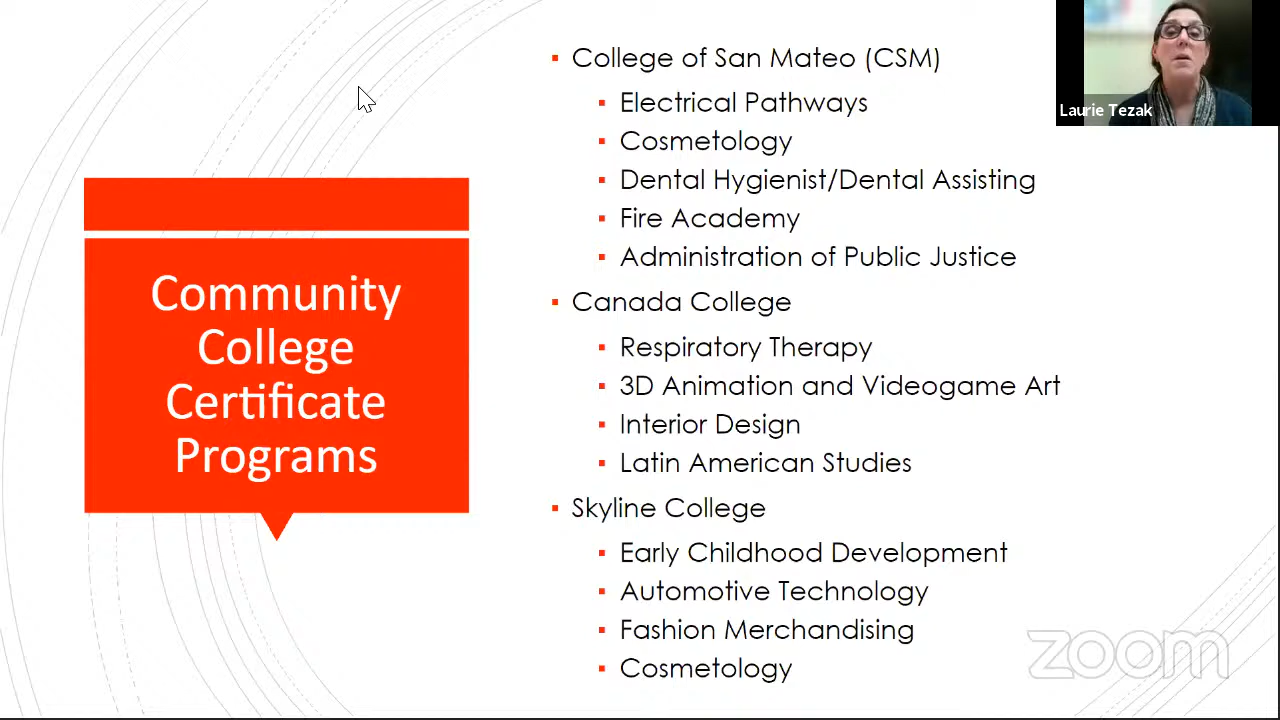 Community
College
Certificate
Programs
College of San Mateo (CSM)
Electrical Pathways
Cosmetology
Dental Hygienist/Dental Assisting
Fire Academy
Administration of Public Justice
Canada College
Respiratory Therapy
3D Animation and Videogame Art
Interior Design
Latin American Studies
Skyline College
Early Childhood Development
Automotive Technology
Fashion Merchandising
Cosmetology
Laurie Tezak
zoom